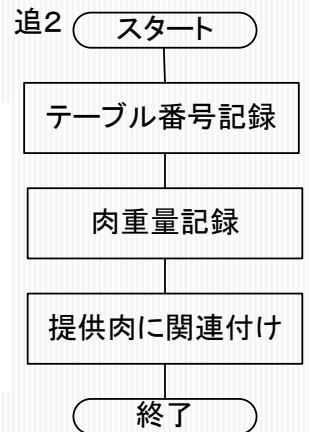 追2
スタート
テーブル番号記録
肉重量記録
提供肉に関連付け
終了